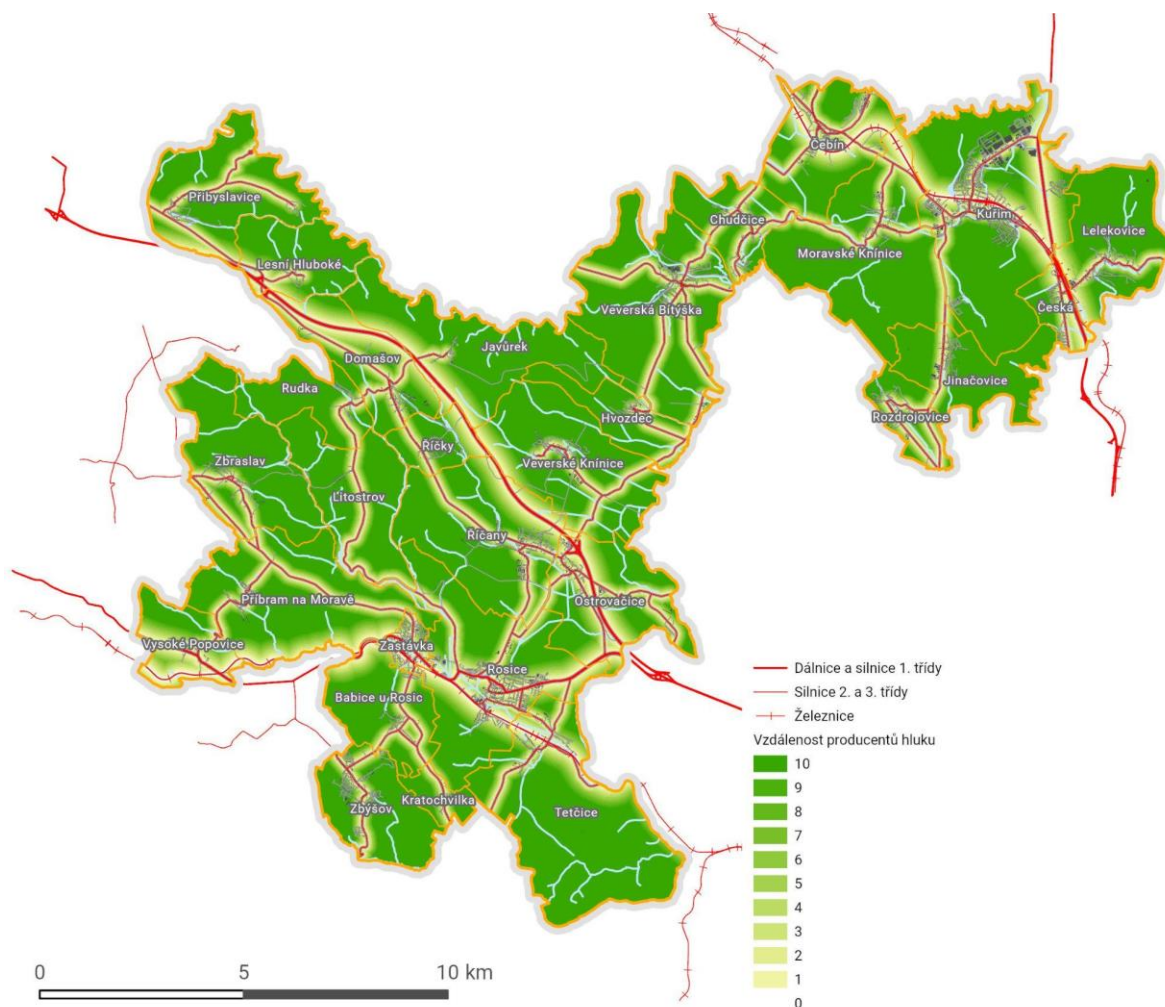 Čebín
Kuřim
Přibyslavice
Chudčice
Lelekovice
Moravské Knínice
Lesní Hluboké
Veverská Bítýška
Česká
Javůrek
Domašov
Jinačovice
Rudka
Hvozdec
Rozdrojovice
Říčky
Zbraslav
Veverské Knínice
Litostrov
Říčany
Příbram na Moravě
Ostrovačice
Vysoké Popovice
Zastávka
Rosice
Babice u Rosic
Zbýšov
Kratochvilka
Tetčice
Dálnice a silnice 1. třídy
Silnice 2. a 3. třídy
Železnice
Vzdálenost producentů hluku
10
9
8
7
6
5
4
3
2
1
0
0 5 10 km